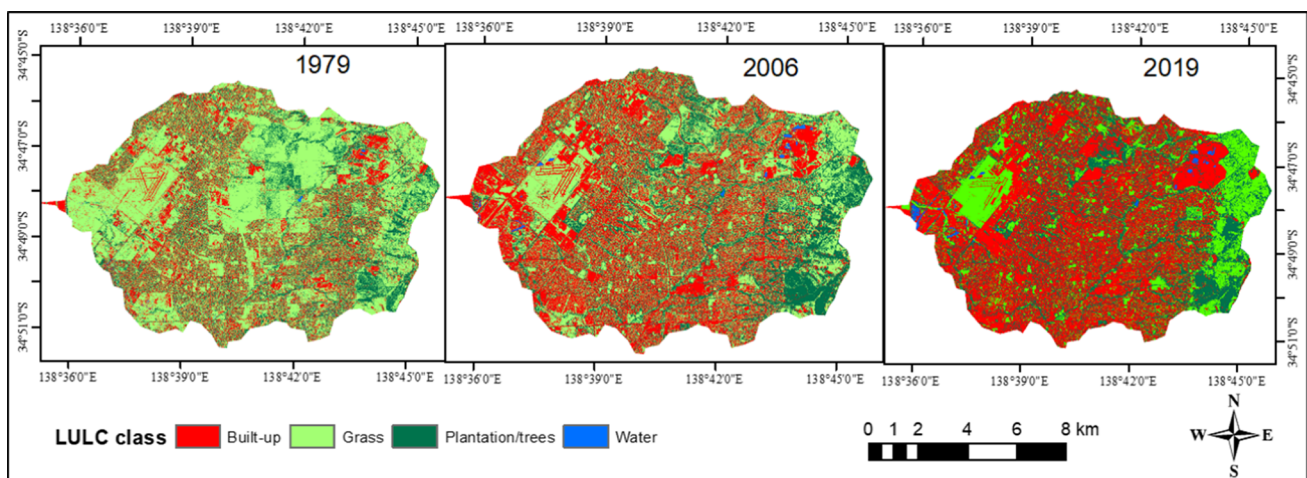 138°36'0"E 138°39'0"E 138°42'0"E 138°45'0"E 138°36'0"E 138°39'0"E 138°42'0"E 138°45'0"E 138°36'0"E 138°39'0"E 138°42'0"E 138°45'0"E
1979 2006 2019
34°45'0"S 34°47'0"S 34°49'0"S 34°51'0"S
34°45'0"S 34°47'0"S 34°49'0"S 34°51'0"S
138°36'0"E 138°39'0"E 138°42'0"E 138°45'0"E 138°36'0"E 138°39'0"E 138°42'0"E 138°45'0"E 138°36'0"E 138°39'0"E 138°42'0"E 138°45'0"E
LULC class Built-up Grass Plantation/trees Water
0 1 2 4 6 8 km
N
W E
S